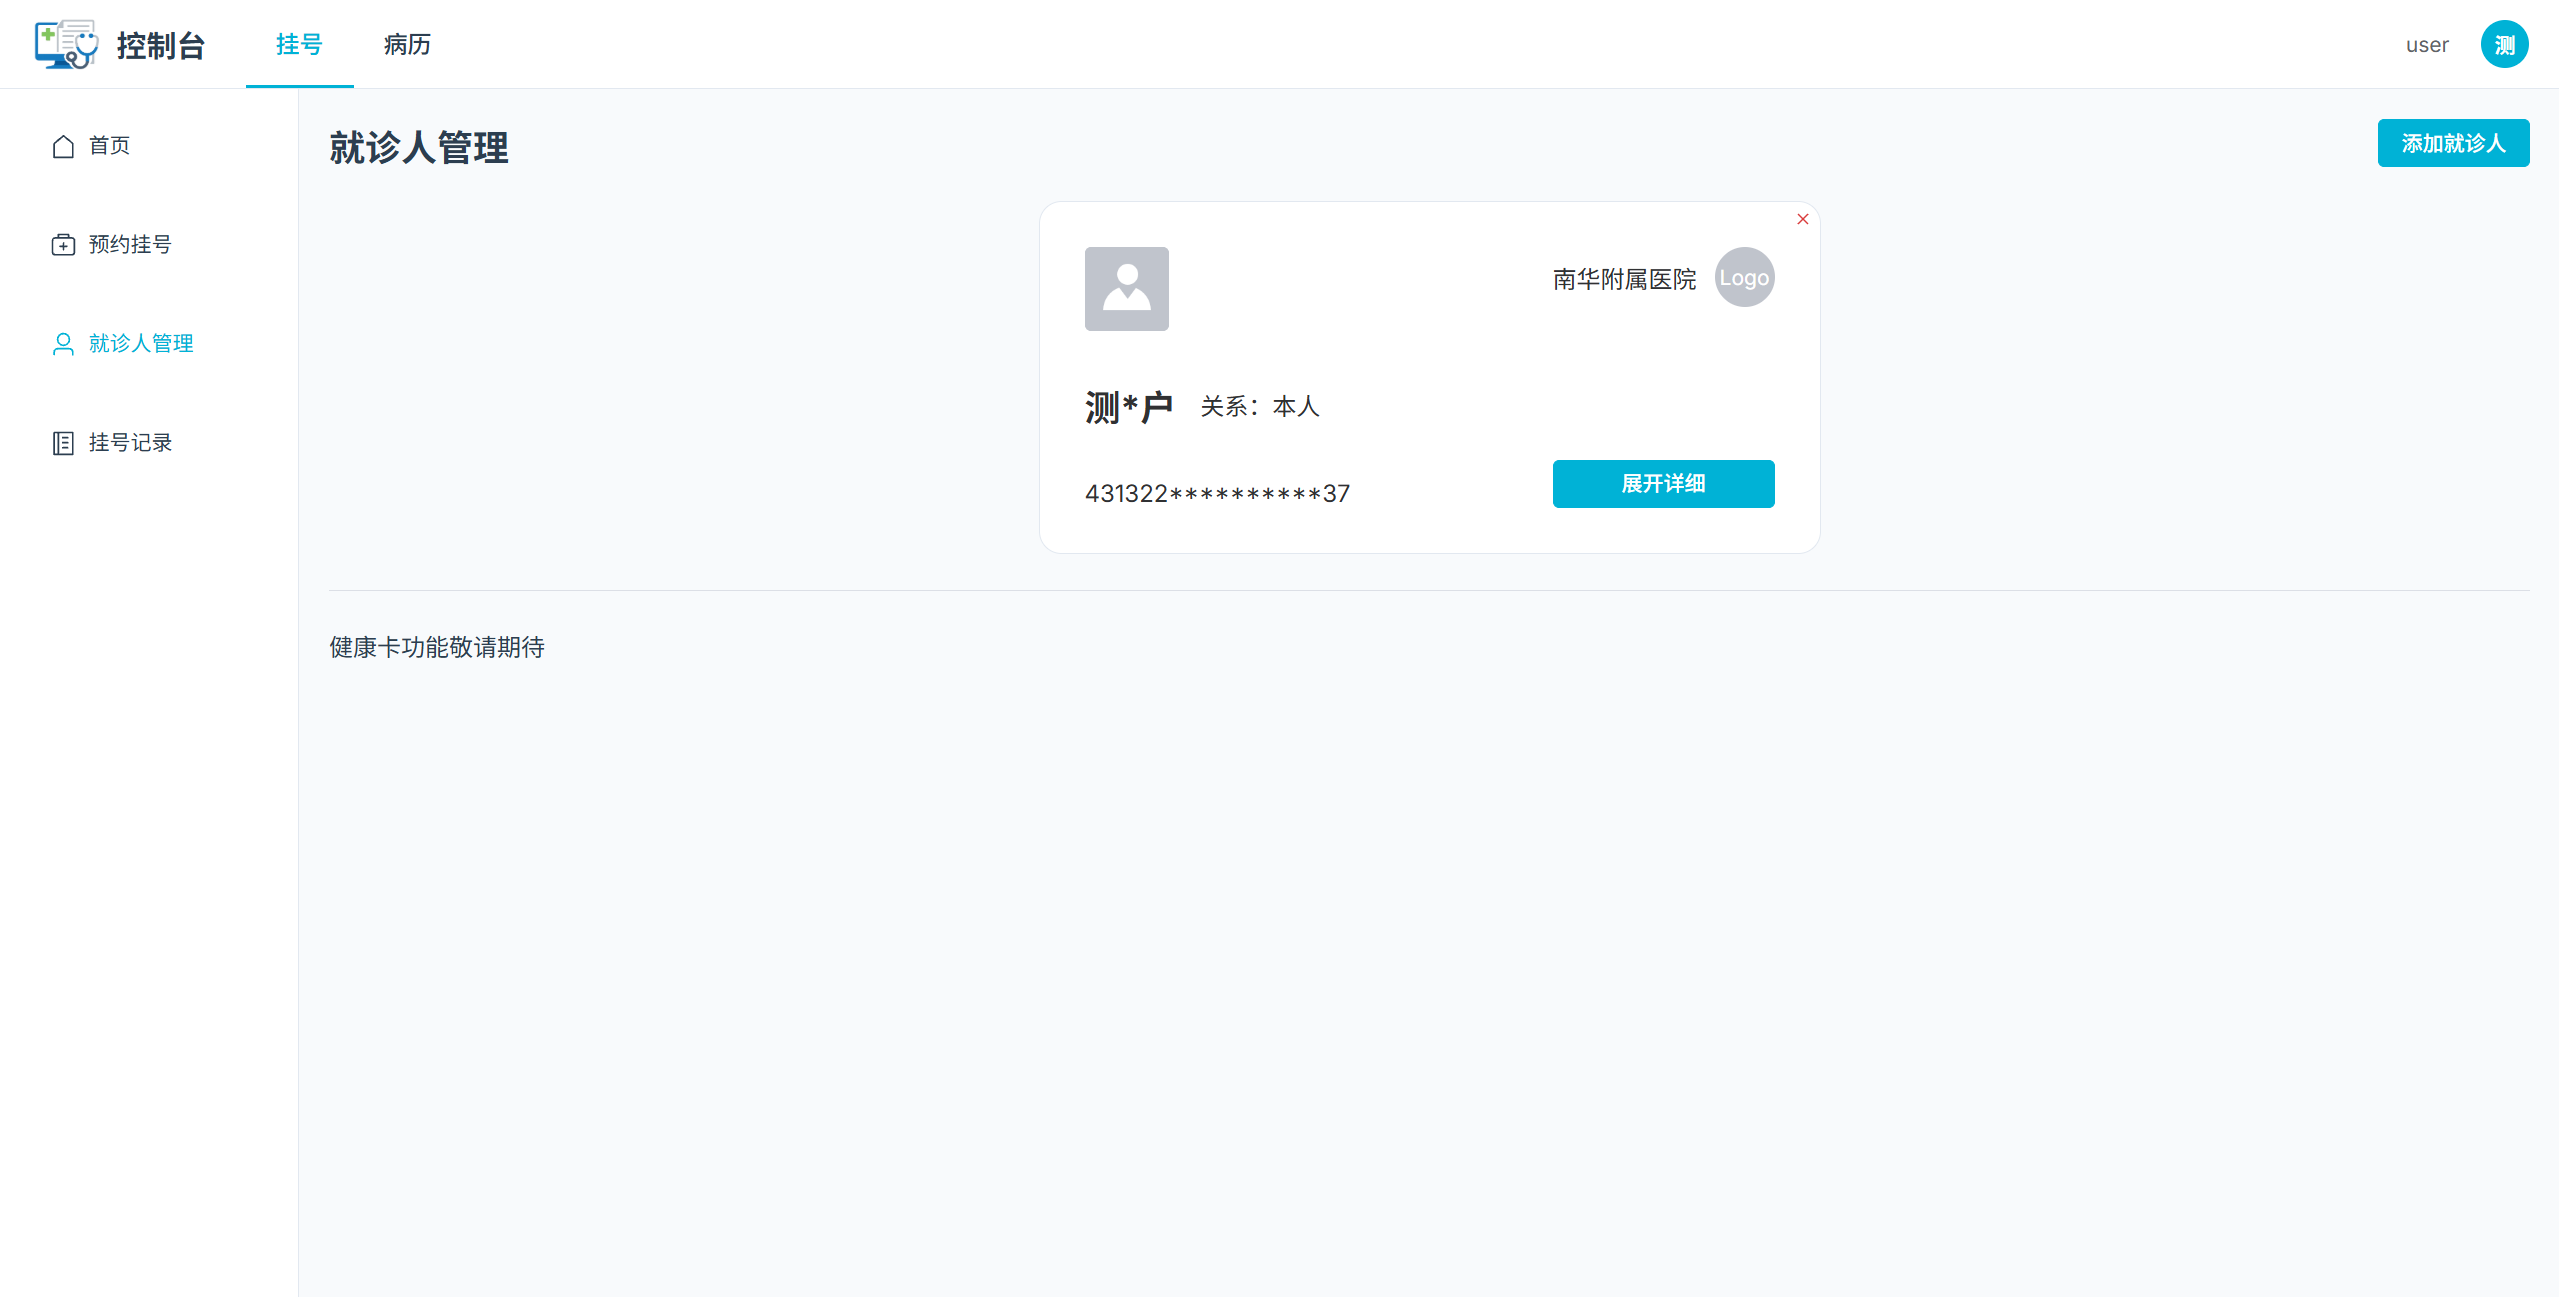 控制台
挂号
病历
user
测
首页
预约挂号
就诊人管理
挂号记录
就诊人管理
添加就诊人
南华附属医院
Logo
测*户
关系：本人
431322**********37
展开详细
健康卡功能敬请期待